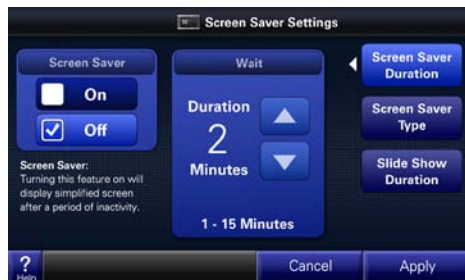 Screen Saver Settings
Screen Saver
On
Off
Screen Saver:
Turning this feature on will
display simplified screen
after a period of inactivity.
Wait
Duration
2
Minutes
1 - 15 Minutes
Screen Saver
Duration
Screen Saver
Type
Slide Show
Duration
?
Help
Cancel
Apply